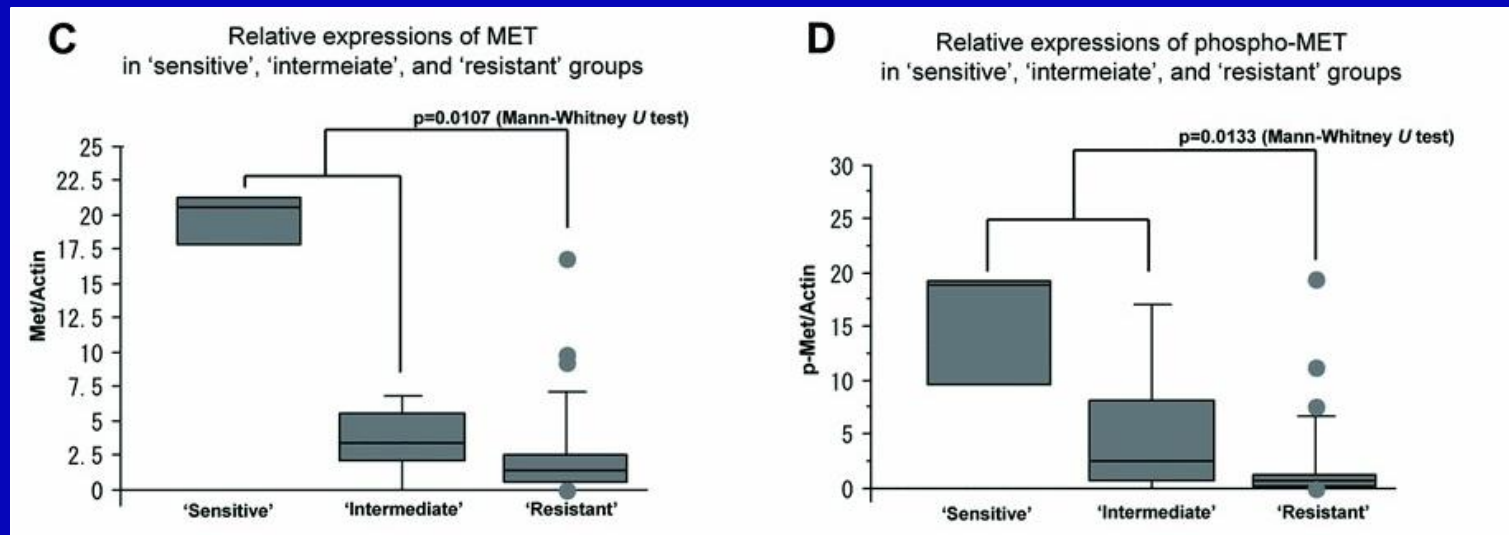 C
Relative expressions of MET
in ‘sensitive’, ‘intermeiate’, and ‘resistant’ groups
p=0.0107 (Mann-Whitney U test)
25
22.5
20
17.5
15
12.5
10
7.5
5
2.5
0
Met/Actin
‘Sensitive’ ‘Intermediate’ ‘Resistant’
D
Relative expressions of phospho-MET
in ‘sensitive’, ‘intermeiate’, and ‘resistant’ groups
p=0.0133 (Mann-Whitney U test)
30
25
20
15
10
5
0
p-Met/Actin
‘Sensitive’ ‘Intermediate’ ‘Resistant’